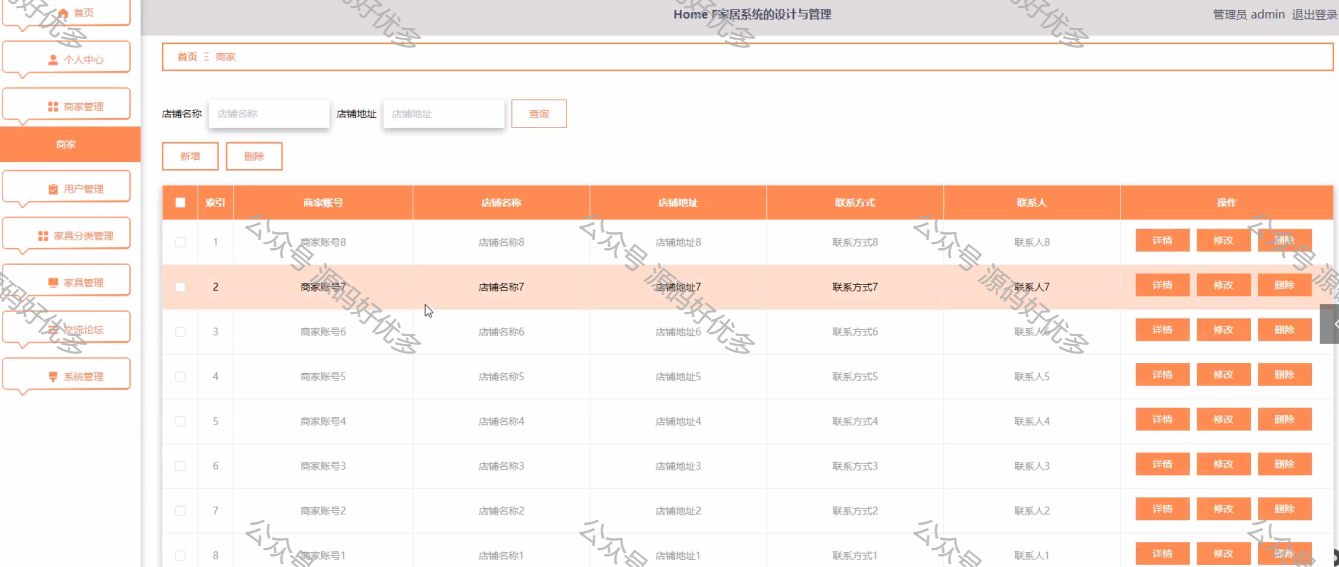 首页
Home F家居系统的设计与管理
管理员 admin 退出登录
个人中心
首页 商家
商家管理
店铺名称 店铺名称 店铺地址 店铺地址 查询
商家
新增 删除
用户管理
家具分类管理
家具管理
交流论坛
系统管理
索引 商家账号 店铺名称 店铺地址 联系方式 联系人 操作
1 商家账号8 店铺名称8 店铺地址8 联系方式8 联系人8 详情 修改 删除
2 商家账号7 店铺名称7 店铺地址7 联系方式7 联系人7 详情 修改 删除
3 商家账号6 店铺名称6 店铺地址6 联系方式6 联系人6 详情 修改 删除
4 商家账号5 店铺名称5 店铺地址5 联系方式5 联系人5 详情 修改 删除
5 商家账号4 店铺名称4 店铺地址4 联系方式4 联系人4 详情 修改 删除
6 商家账号3 店铺名称3 店铺地址3 联系方式3 联系人3 详情 修改 删除
7 商家账号2 店铺名称2 店铺地址2 联系方式2 联系人2 详情 修改 删除
8 商家账号1 店铺名称1 店铺地址1 联系方式1 联系人1 详情 修改 删除
公众号 源码好优多
公众号 源码好优多
公众号 源码好优多